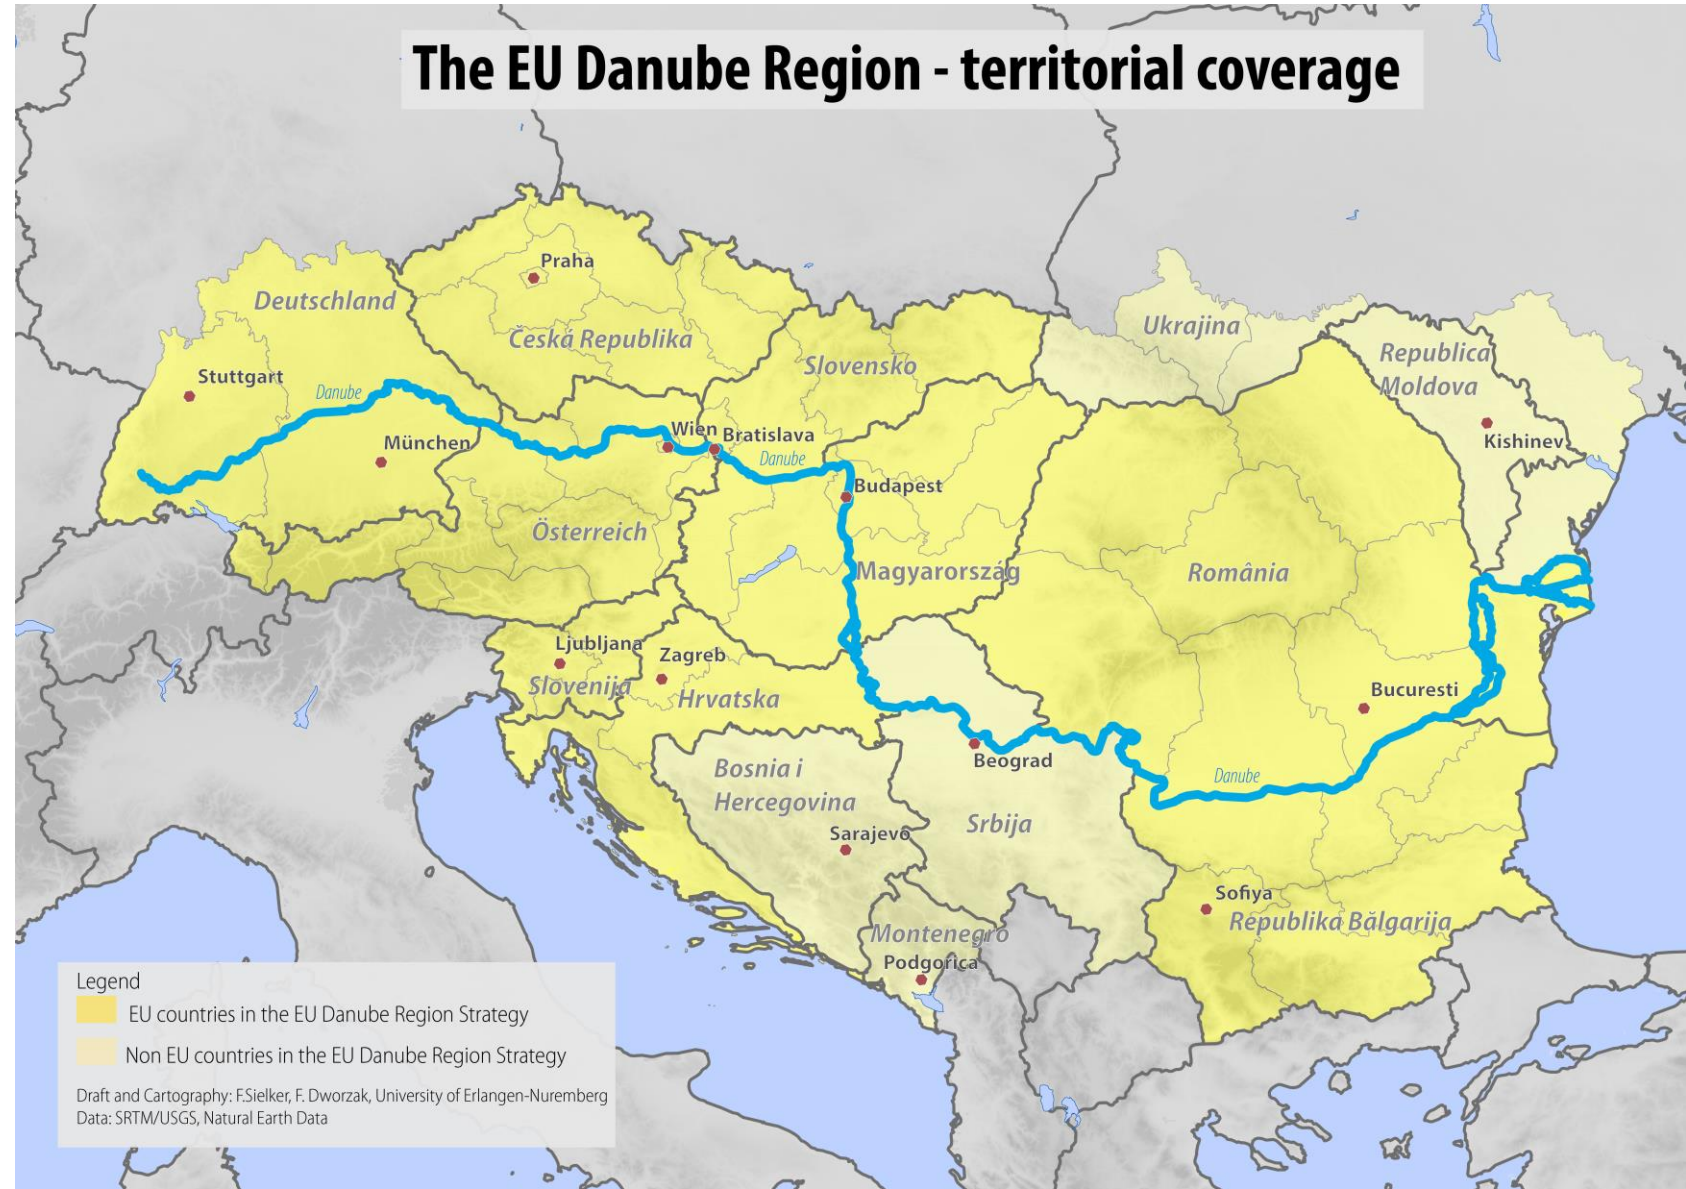 The EU Danube Region - territorial coverage
Praha
Deutschland
Česká Republika
Ukrajina
Republica
Moldova
Slovensko
Stuttgart
Danube
München
Wien
Bratislava
Danube
Kishinev
Budapest
Österreich
Magyarország
România
Ljubljana
Zagreb
Slovenija
Hrvatska
Bucuresti
Beograd
Bosnia i
Hercegovina
Danube
Srbija
Sarajevo
Sofiya
Republika Bălgarija
Montenegro
Podgorica
Legend
EU countries in the EU Danube Region Strategy
Non EU countries in the EU Danube Region Strategy
Draft and Cartography: F.Sielker, F. Dworzak, University of Erlangen-Nuremberg
Data: SRTM/USGS, Natural Earth Data